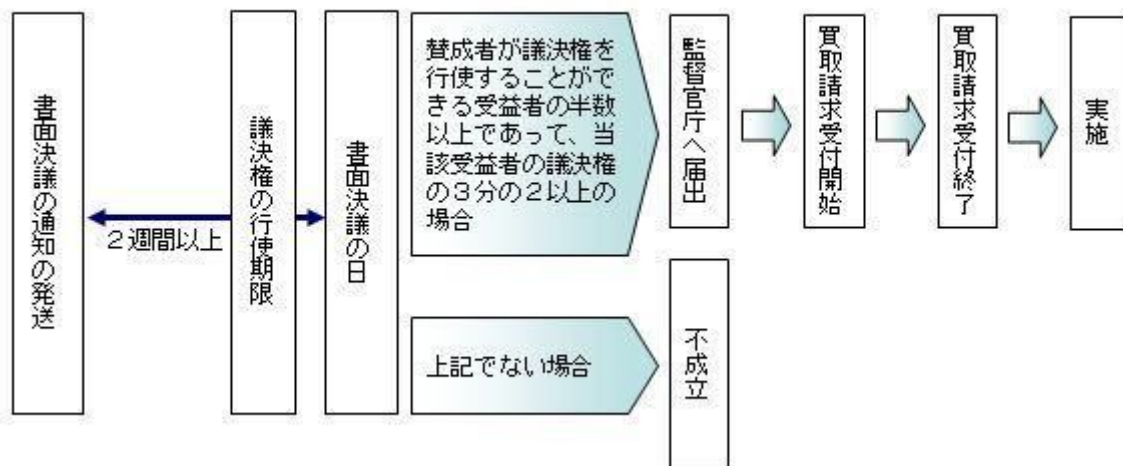 書面決議の通知の発送
２週間以上
議決権の行使期限
書面決議の日
賛成者が議決権を
行使することがで
きる受益者の半数
以上であって、当
該受益者の議決権
の３分の２以上の
場合
監督官庁へ届出
買取請求受付開始
買取請求受付終了
実施
上記でない場合
不成立